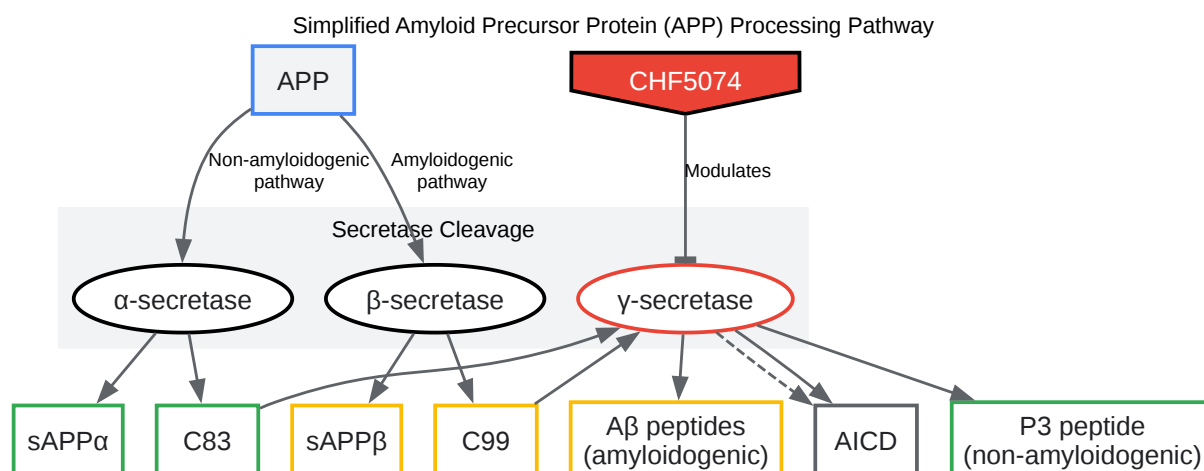 Simplified Amyloid Precursor Protein (APP) Processing Pathway
APP
CHF5074
Non-amyloidogenic
pathway
Amyloidogenic
pathway
Modulates
Secretase Cleavage
α-secretase
β-secretase
γ-secretase
sAPPα
C83
sAPPβ
C99
Aβ peptides
(amyloidogenic)
AICD
P3 peptide
(non-amyloidogenic)